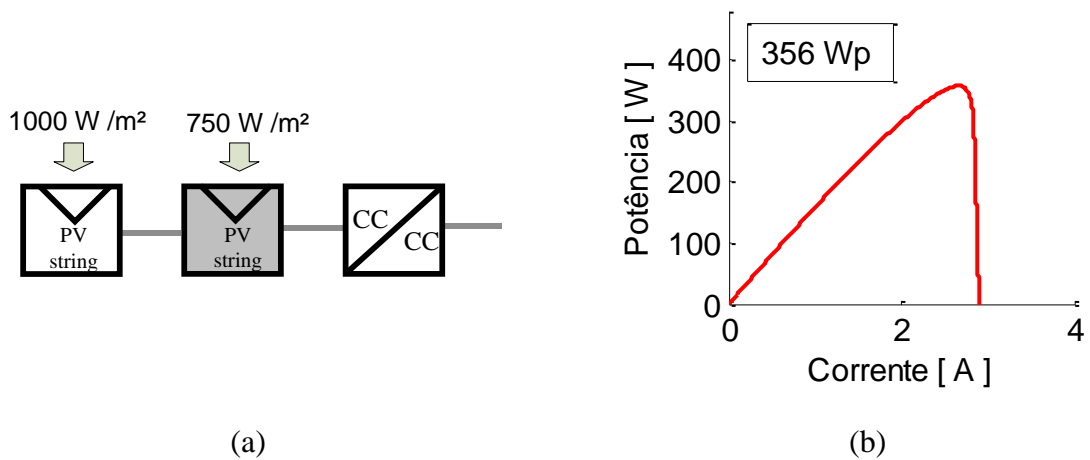 1000 W /m²
750 W /m²
PV
string
PV
string
CC
CC
(a)
356 Wp
Potência [ W ]
400
300
200
100
0
0
2
4
Corrente [ A ]
(b)